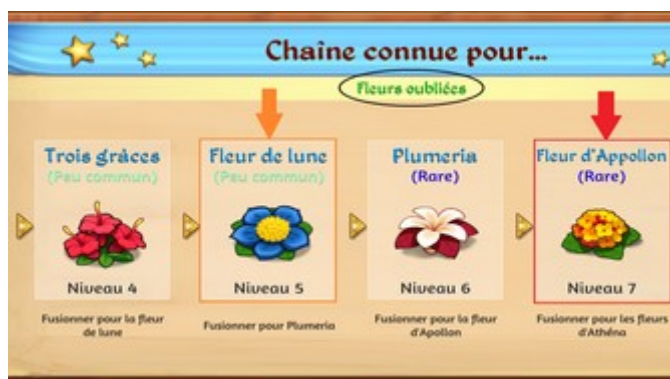 Chaîne connue pour...
Fleurs oubliées
Trois grâces
(Peu commun)
Niveau 4
Fusionner pour la fleur
de lune
Fleur de lune
(Peu commun)
Niveau 5
Fusionner pour Plumeria
Plumeria
(Rare)
Niveau 6
Fusionner pour la fleur
d'Apollon
Fleur d'Appollon
(Rare)
Niveau 7
Fusionner pour les fleurs
d'Athéna